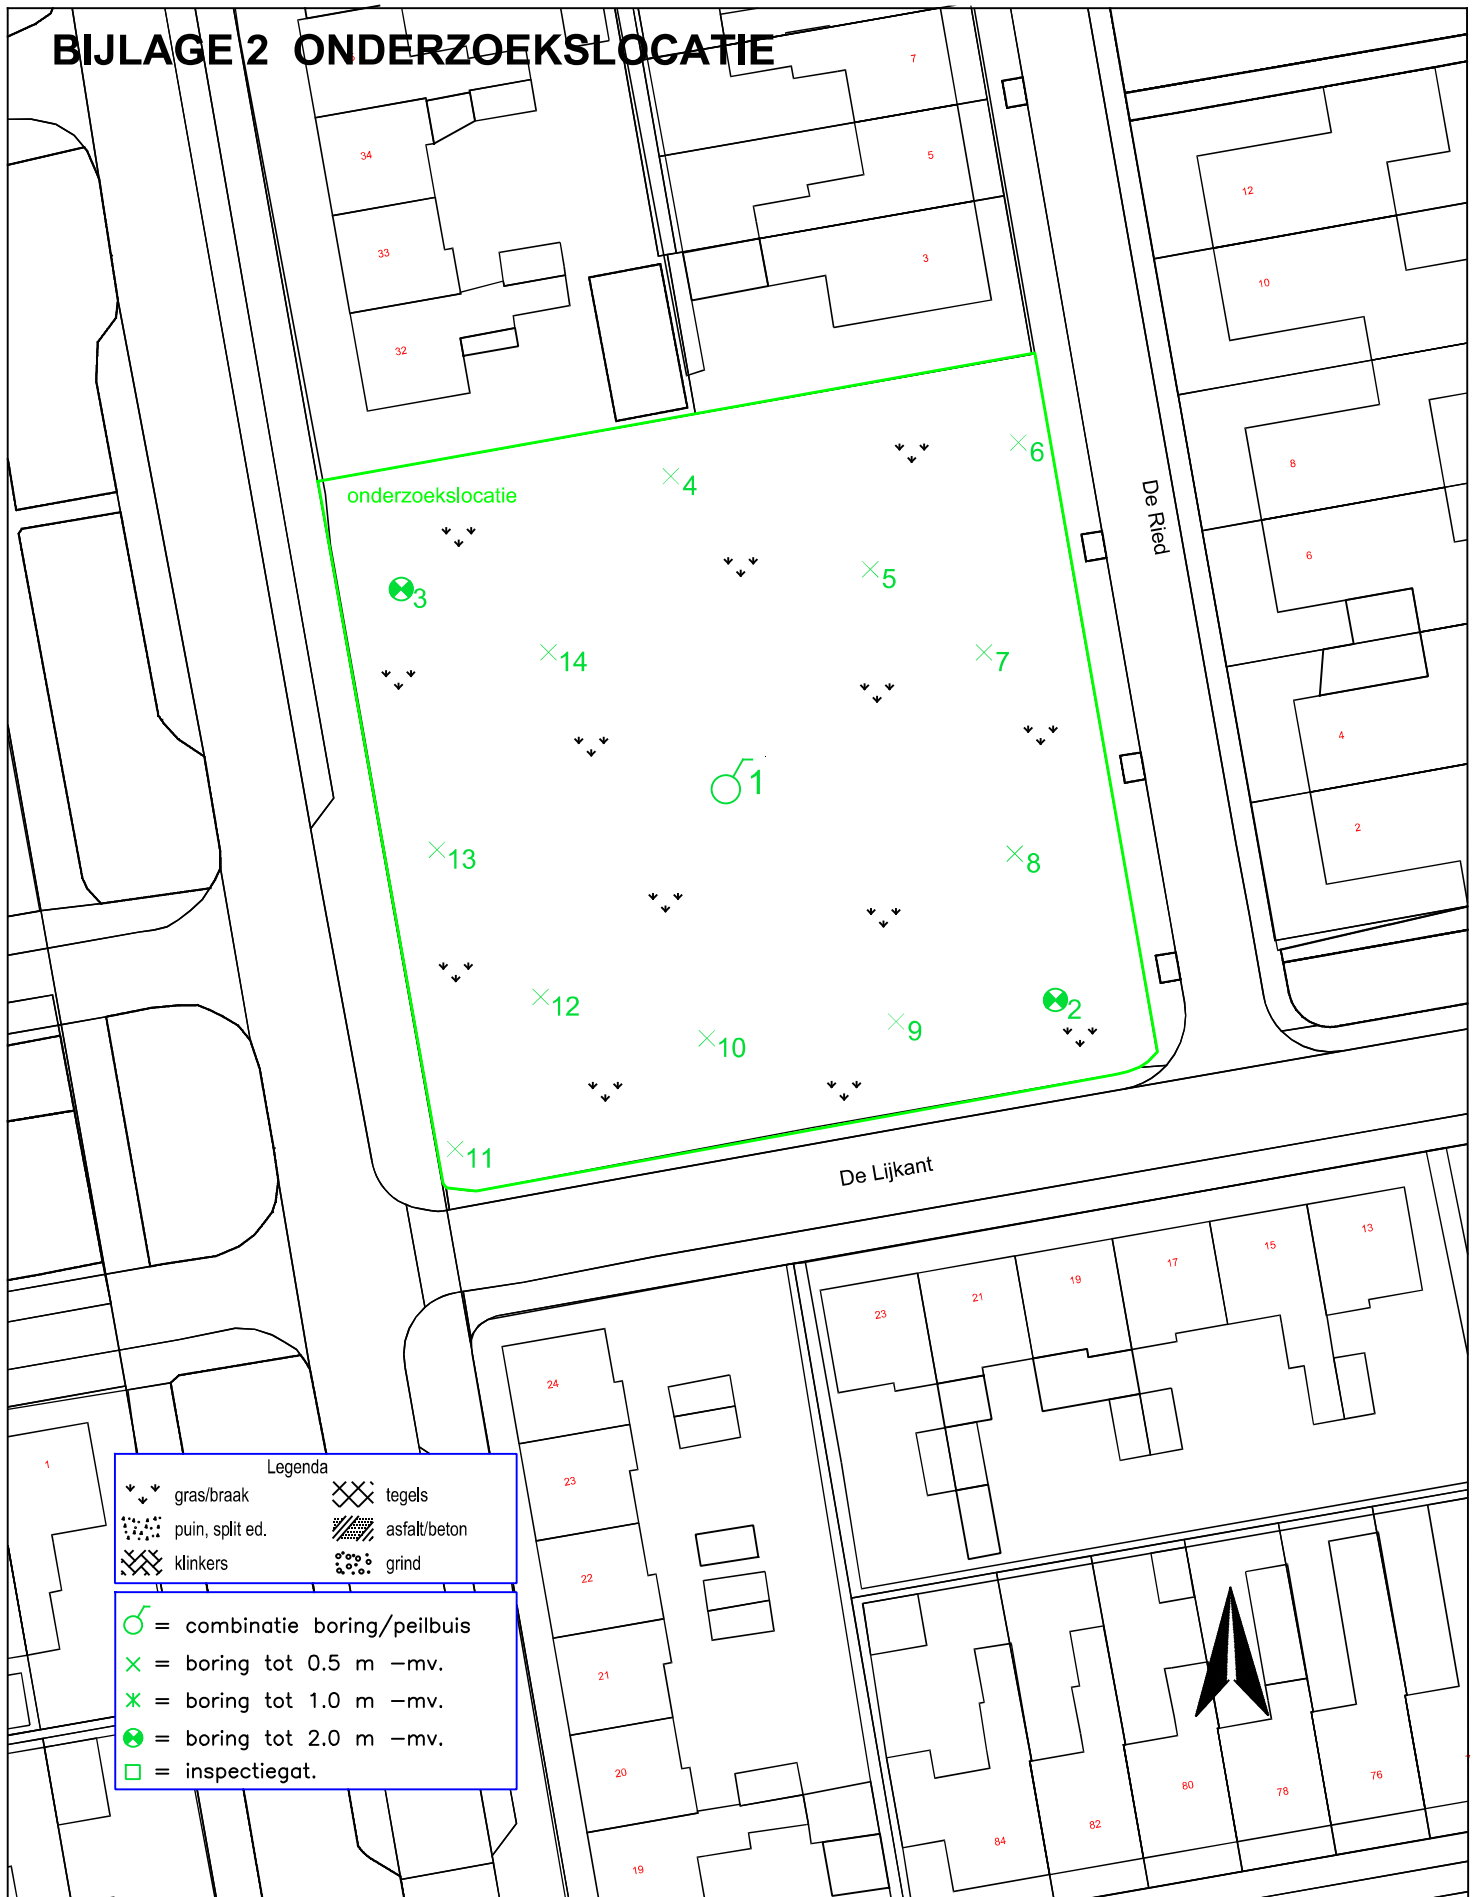 BIJLAGE 2 ONDERZOEKSLOCATIE
7
34
5
12
33
3
10
32
6
4
8
onderzoekslocatie
De Ried
5
6
3
14
7
4
1
2
13
8
12
2
9
10
11
De Lijkant
13
15
17
19
21
23
24
1
23
22
21
20
19
76
78
80
82
84
Legenda
gras/braak
tegels
puin, split ed.
asfalt/beton
klinkers
grind
= combinatie boring/peilbuis
= boring tot 0.5 m -mv.
= boring tot 1.0 m -mv.
= boring tot 2.0 m -mv.
= inspectiegat.